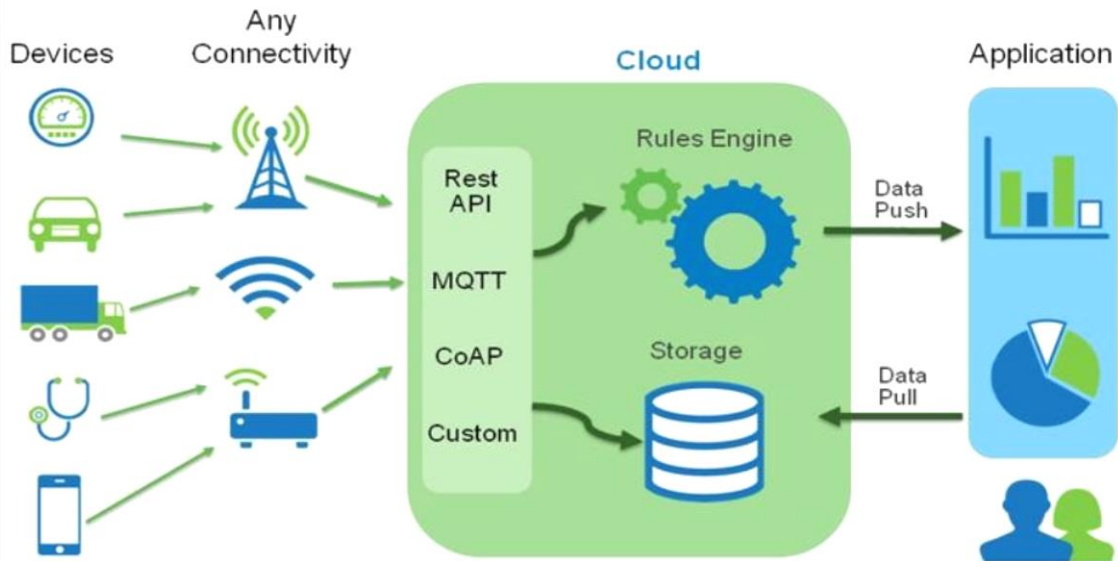 Devices
Any
Connectivity
Cloud
Application
Rest
API
MQTT
CoAP
Custom
Rules Engine
Storage
Data
Push
Data
Pull